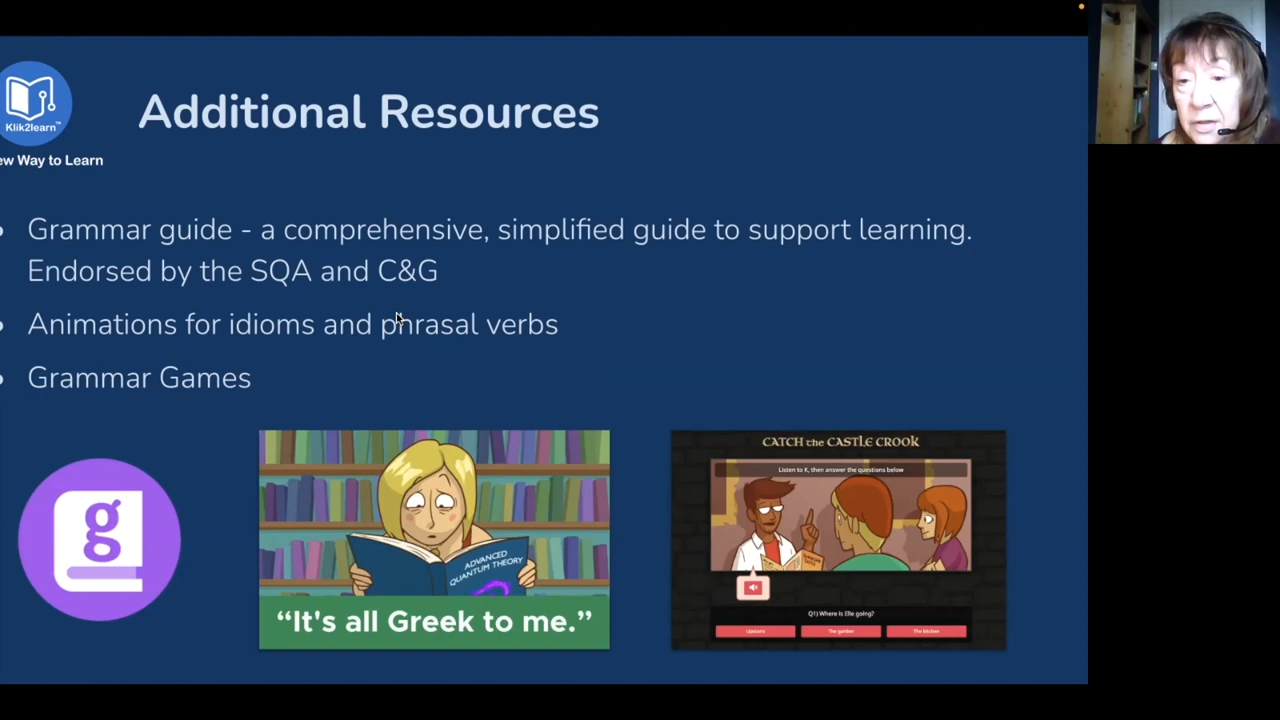 Klik2learn™
ew Way to Learn
Additional Resources
Grammar guide - a comprehensive, simplified guide to support learning.
Endorsed by the SQA and C&G
Animations for idioms and phrasal verbs
Grammar Games
g
ADVANCED
QUANTUM THEORY
“It's all Greek to me.”
CATCH the CASTLE CROOK
Listen to K, then answer the questions below
Q1) Where is Elle going?
Upstairs
The garden
The kitchen